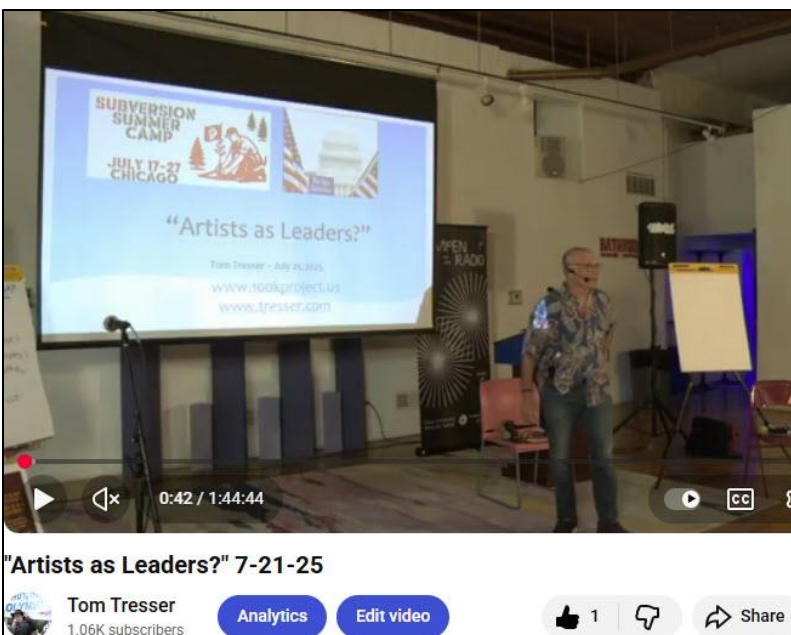 SUBVERSION
SUMMER
CAMP
JULY 17-27
CHICAGO
“Artists as Leaders?”
Tom Tresser – July 21, 2025
www.100kproject.us
www.tresser.com
OPEN
RADIO
BATHROOM
0:42 / 1:44:44
CC
"Artists as Leaders?" 7-21-25
Tom Tresser
1.06K subscribers
Analytics
Edit video
1
Share